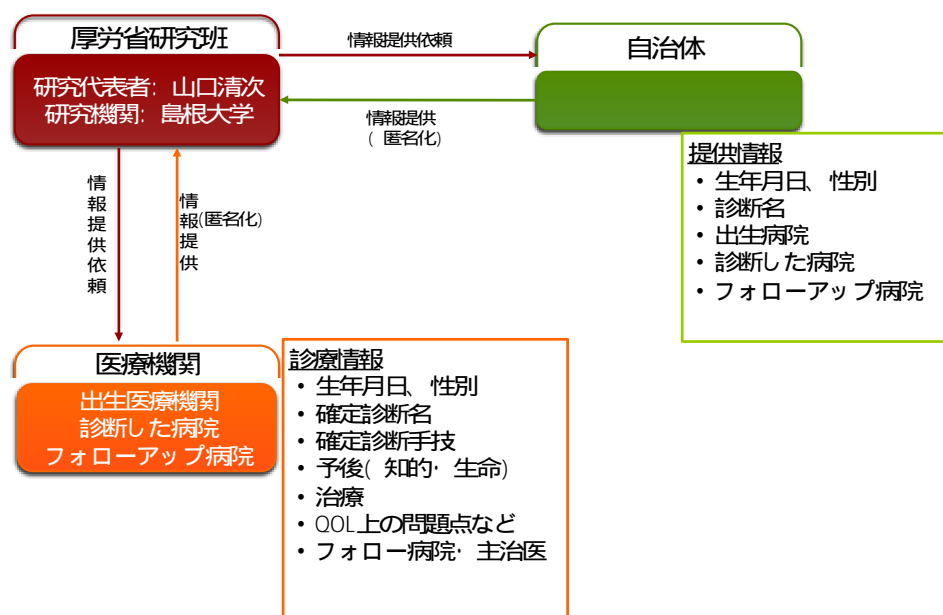 厚労省研究班
研究代表者：山口清次
研究機関：島根大学
情報提供依頼
自治体
情報提供
(匿名化)
提供情報
・生年月日、性別
・診断名
・出生病院
・診断した病院
・フォローアップ病院
情報提供依頼
情報提供
(匿名化)
医療機関
出生医療機関
診断した病院
フォローアップ病院
診療情報
・生年月日、性別
・確定診断名
・確定診断手技
・予後(知的・生命)
・治療
・QOL上の問題点など
・フォロー病院・主治医